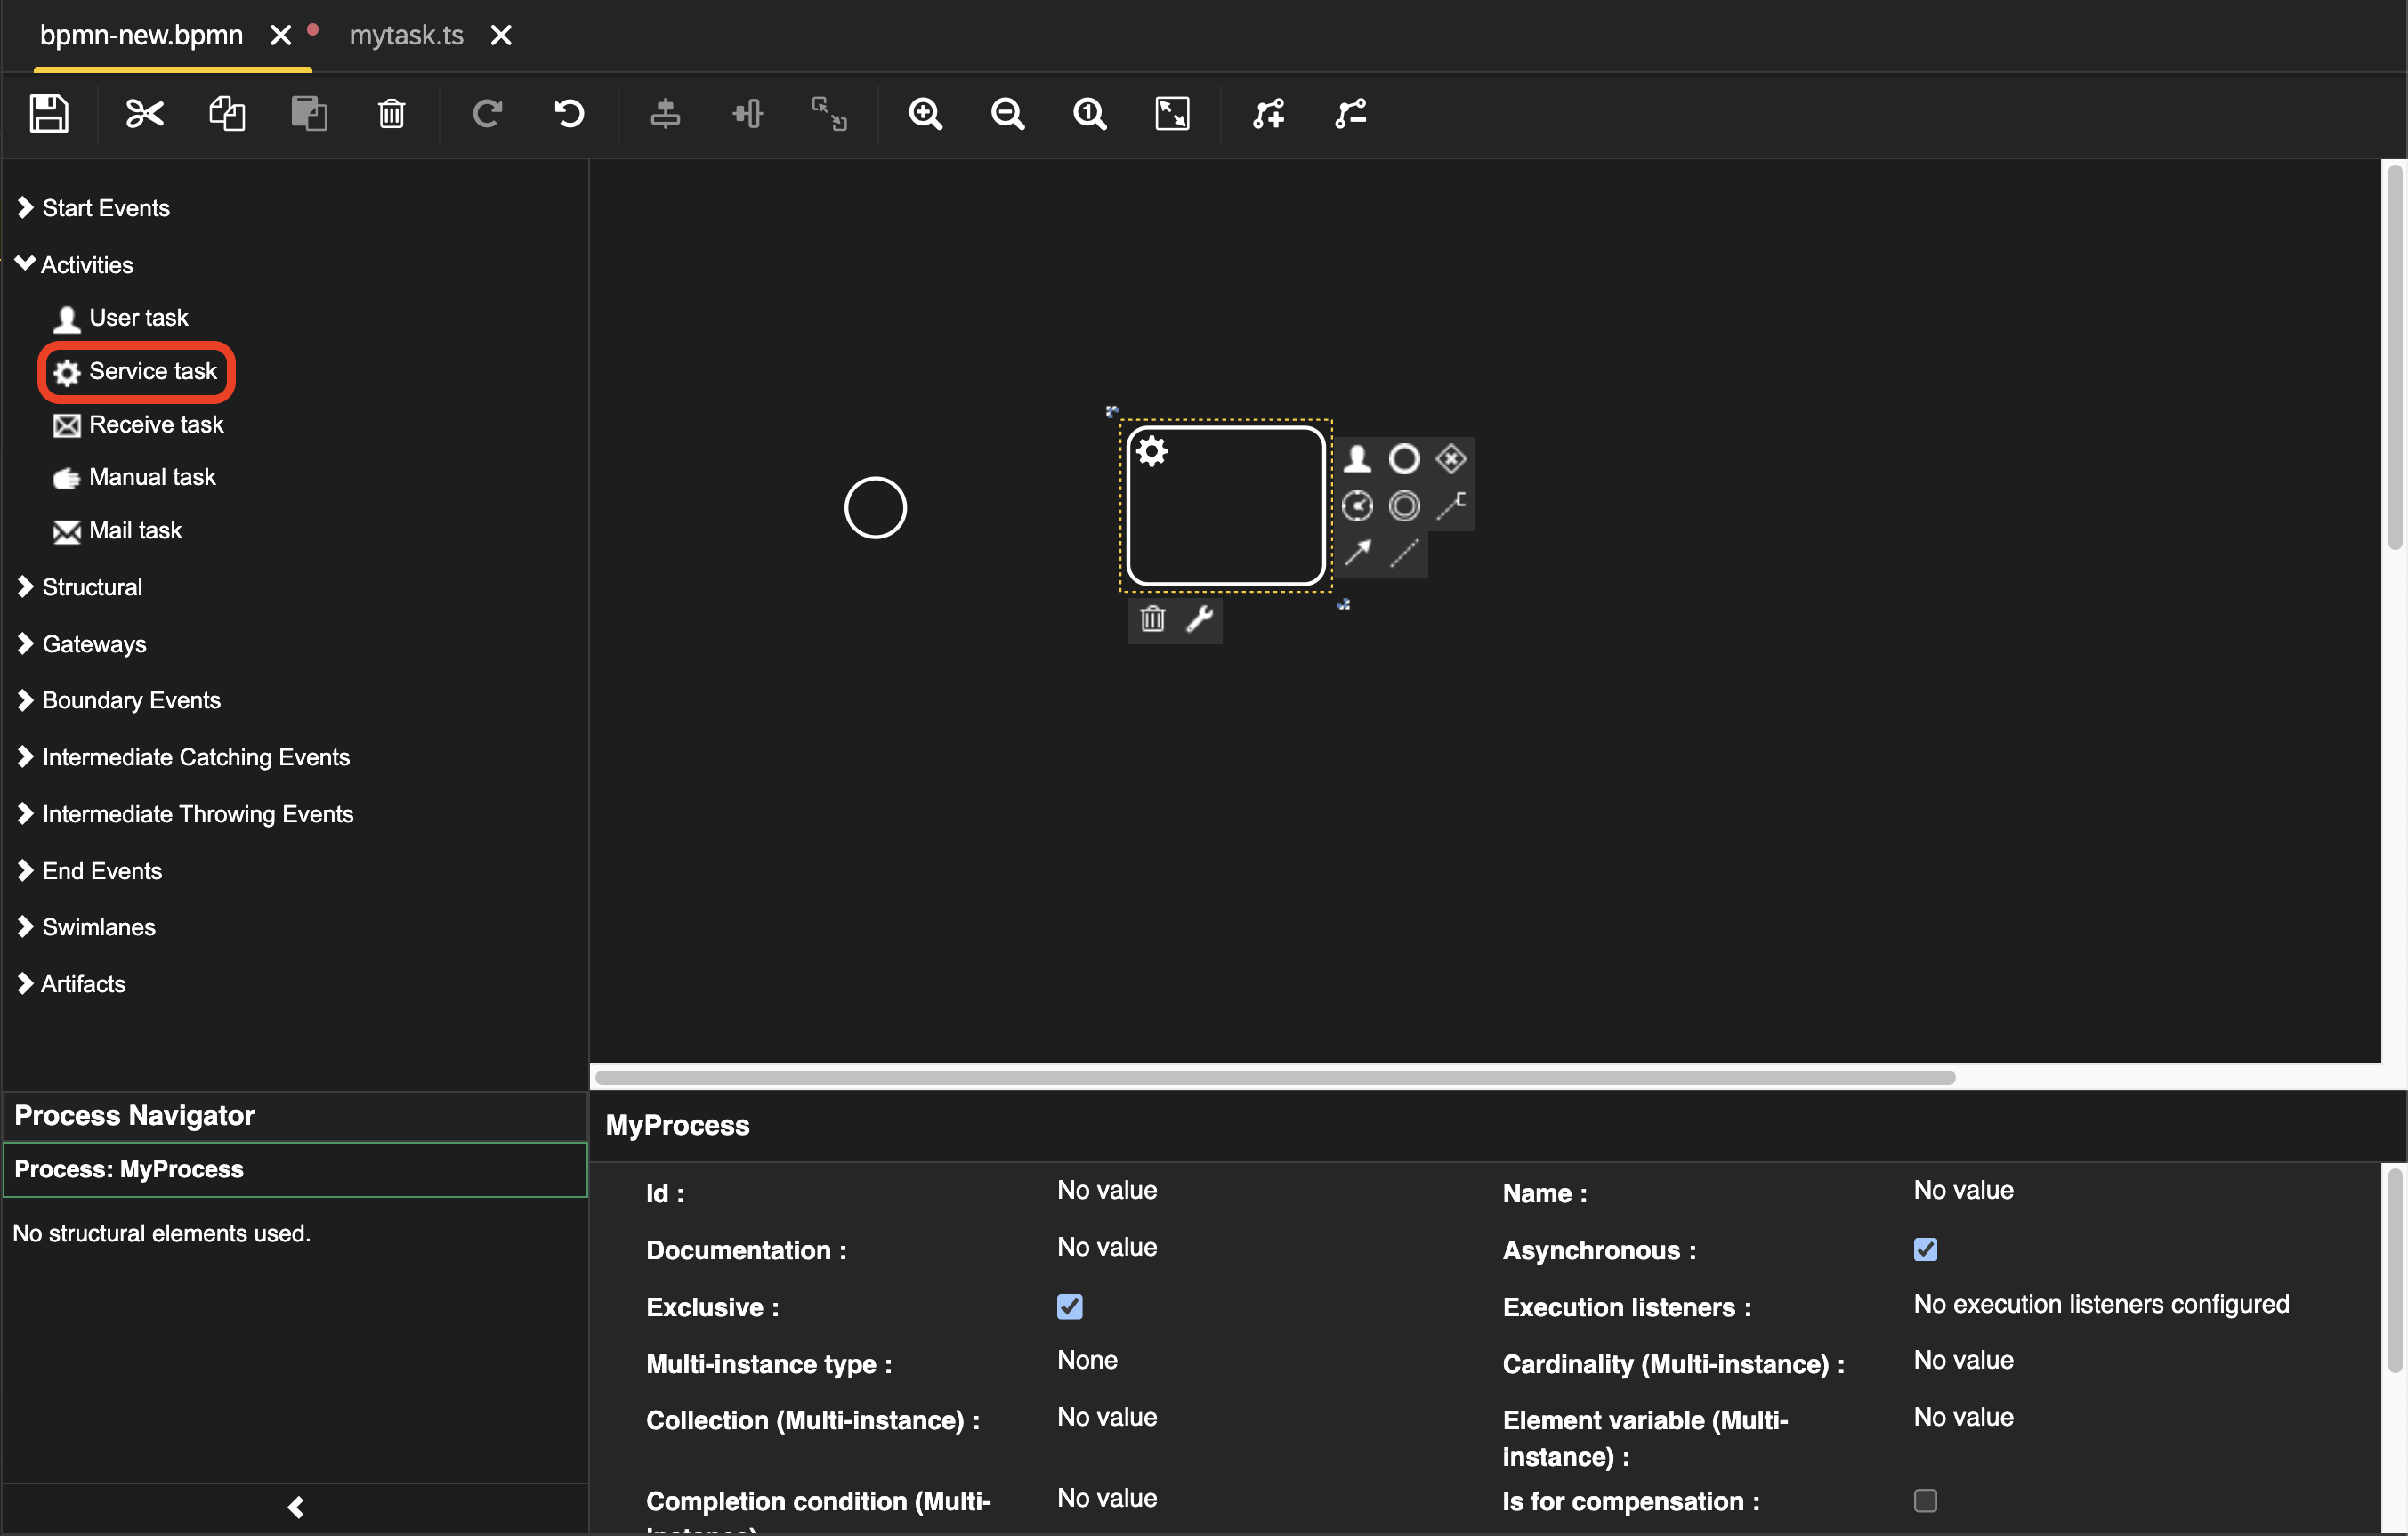 bpmn-new.bpmn mytask.ts
Start Events
Activities
User task
Service task
Receive task
Manual task
Mail task
Structural
Gateways
Boundary Events
Intermediate Catching Events
Intermediate Throwing Events
End Events
Swimlanes
Artifacts
Process Navigator
Process: MyProcess
No structural elements used.
MyProcess
Id : No value Name : No value
Documentation : No value Asynchronous :
Exclusive : Execution listeners : No execution listeners configured
Multi-instance type : None Cardinality (Multi-instance) : No value
Collection (Multi-instance) : No value Element variable (Multi-
instance) : No value
Completion condition (Multi- No value Is for compensation :